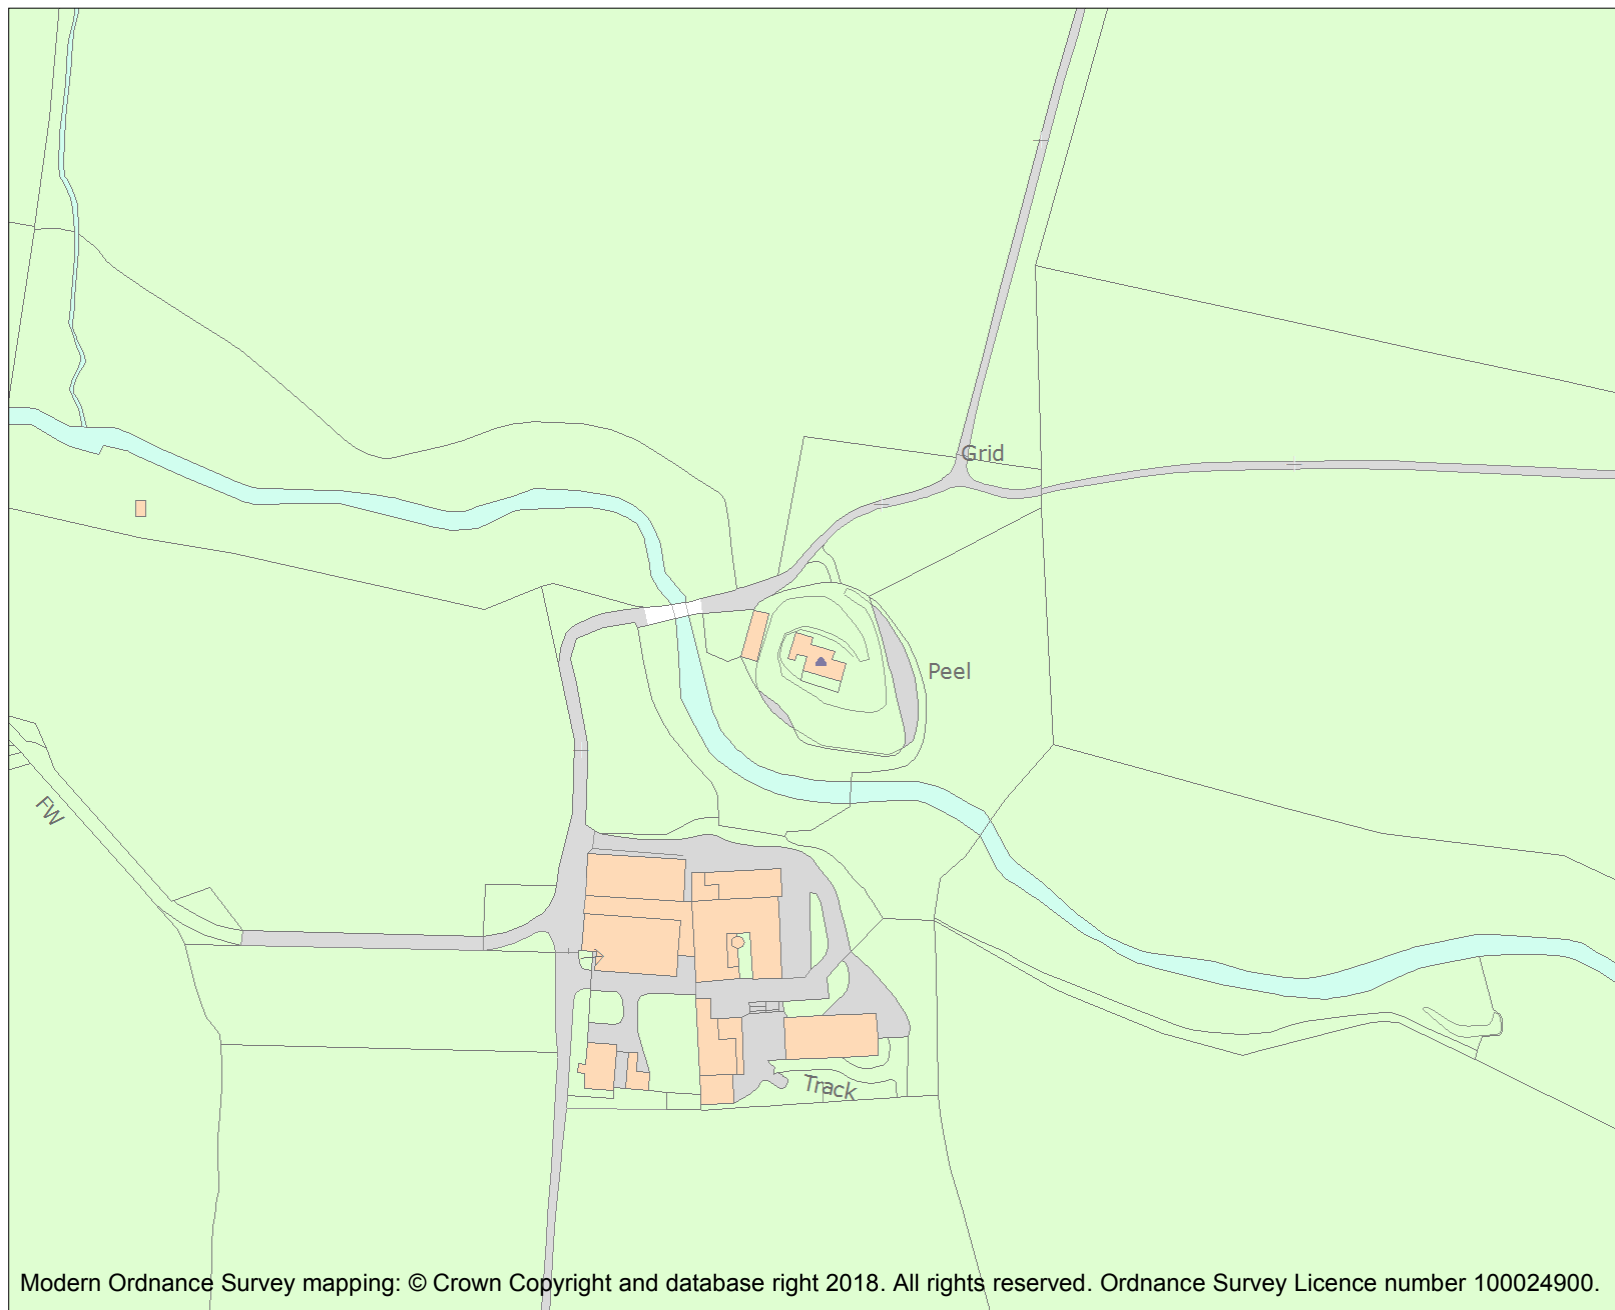 Grid
Peel
FW
Track
Modern Ordnance Survey mapping: © Crown Copyright and database right 2018. All rights reserved. Ordnance Survey Licence number 100024900.